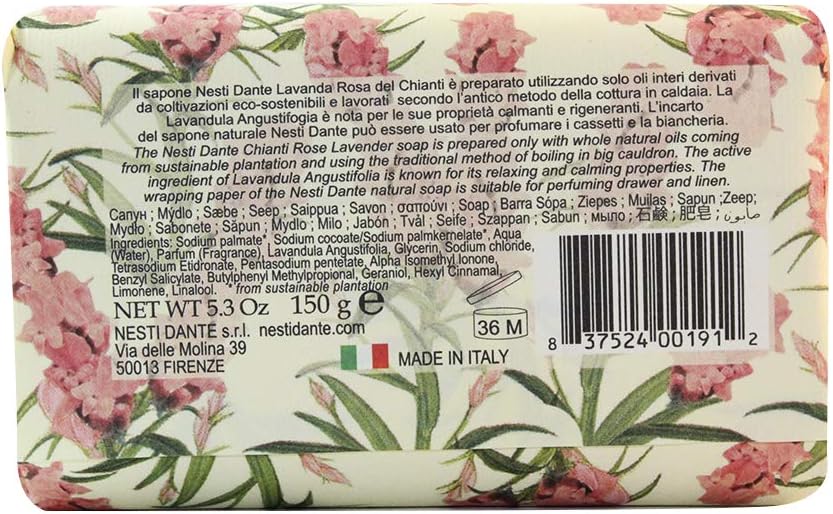 Il sapone Nesti Dante Lavanda Rosa del Chianti è preparato utilizzando solo oli interi derivati
da coltivazioni eco-sostenibili e lavorati secondo l'antico metodo della cottura in caldaia. La
Lavandula Angustifogia è nota per le sue proprietà calmanti e rigeneranti. L'incarto
del sapone naturale Nesti Dante può essere usato per profumare i cassetti e la biancheria.
The Nesti Dante Chianti Rose Lavender soap is prepared only with whole natural oils coming
from sustainable plantation and using the traditional method of boiling in big cauldron. The active
ingredient of Lavandula Angustifolia is known for its relaxing and calming properties. The
wrapping paper of the Nesti Dante natural soap is suitable for perfuming drawer and linen.
Сапун ; Mýdlo ; Sæbe ; Seep ; Saippua ; Savon ; σαπούνι ; Soap ; Barra Sópa ; Ziepes ; Muilas ; Sapun ;Zeep;
Mydło ; Sabonete ; Săpun ; Mydlo ; Milo ; Jabón ; Tvål ; Seife ; Szappan ; Sabun ; мыло ; 石鹸 ; 肥皂 ; صابون
Ingredients: Sodium palmate*, Sodium cocoate/Sodium palmkernelate*, Aqua
(Water), Parfum (Fragrance), Lavandula Angustifolia, Glycerin, Sodium chloride,
Tetrasodium Etidronate, Pentasodium pentetate, Alpha Isomethyl Ionone,
Benzyl Salicylate, Butylphenyl Methylpropional, Geraniol, Hexyl Cinnamal,
Limonene, Linalool. * from sustainable plantation
NET WT 5.3 Oz 150 g e
NESTI DANTE s.r.l. nestidante.com
Via delle Molina 39
50013 FIRENZE
MADE IN ITALY
36 M
8 37524 00191 2